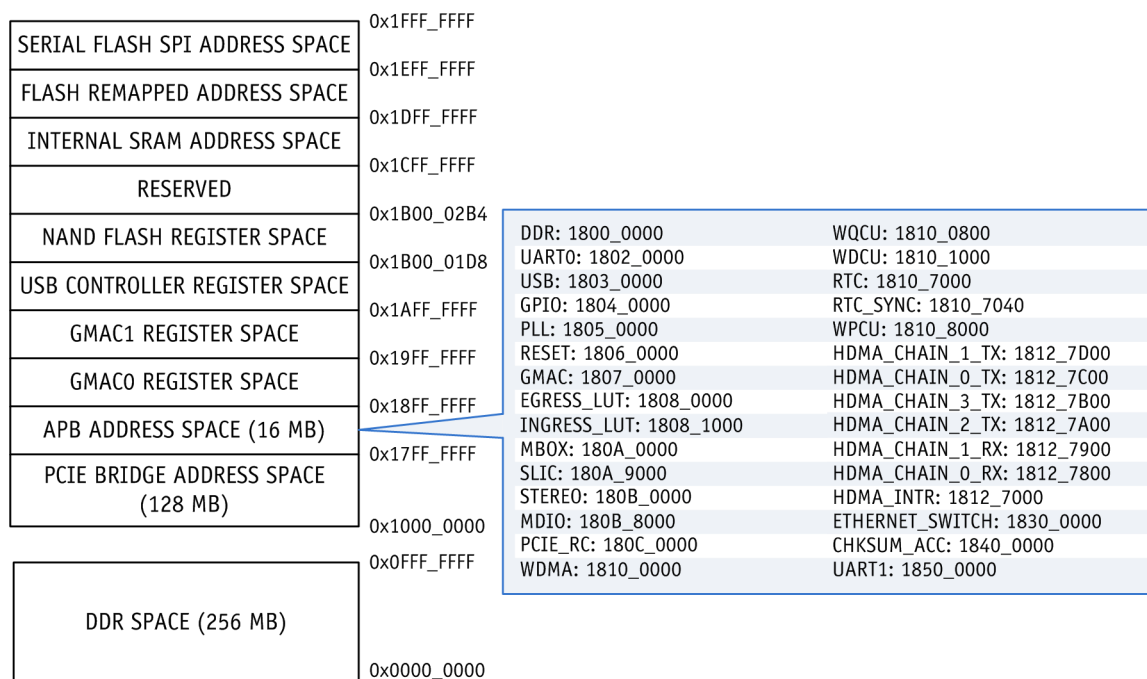 0x1FFF_FFFF
SERIAL FLASH SPI ADDRESS SPACE
0x1EFF_FFFF
FLASH REMAPPED ADDRESS SPACE
0x1DFF_FFFF
INTERNAL SRAM ADDRESS SPACE
0x1CFF_FFFF
RESERVED
0x1B00_02B4
NAND FLASH REGISTER SPACE
0x1B00_01D8
USB CONTROLLER REGISTER SPACE
0x1AFF_FFFF
GMAC1 REGISTER SPACE
0x19FF_FFFF
GMAC0 REGISTER SPACE
0x18FF_FFFF
APB ADDRESS SPACE (16 MB)
0x17FF_FFFF
PCIE BRIDGE ADDRESS SPACE
(128 MB)
0x1000_0000
0x0FFF_FFFF
DDR SPACE (256 MB)
0x0000_0000
DDR: 1800_0000
UART0: 1802_0000
USB: 1803_0000
GPIO: 1804_0000
PLL: 1805_0000
RESET: 1806_0000
GMAC: 1807_0000
EGRESS_LUT: 1808_0000
INGRESS_LUT: 1808_1000
MBOX: 180A_0000
SLIC: 180A_9000
STEREO: 180B_0000
MDIO: 180B_8000
PCIE_RC: 180C_0000
WDMA: 1810_0000
WQCU: 1810_0800
WDCU: 1810_1000
RTC: 1810_7000
RTC_SYNC: 1810_7040
WPCU: 1810_8000
HDMA_CHAIN_1_TX: 1812_7D00
HDMA_CHAIN_0_TX: 1812_7C00
HDMA_CHAIN_3_TX: 1812_7B00
HDMA_CHAIN_2_TX: 1812_7A00
HDMA_CHAIN_1_RX: 1812_7900
HDMA_CHAIN_0_RX: 1812_7800
HDMA_INTR: 1812_7000
ETHERNET_SWITCH: 1830_0000
CHKSUM_ACC: 1840_0000
UART1: 1850_0000